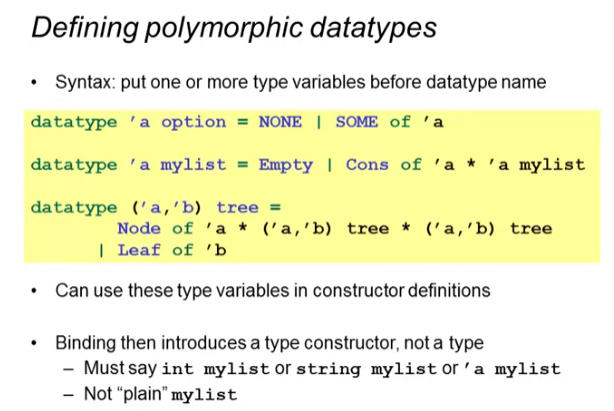 Defining polymorphic datatypes
• Syntax: put one or more type variables before datatype name
datatype 'a option = NONE | SOME of 'a
datatype 'a mylist = Empty | Cons of 'a * 'a mylist
datatype ('a,'b) tree =
Node of 'a * ('a,'b) tree * ('a,'b) tree
| Leaf of 'b
• Can use these type variables in constructor definitions
• Binding then introduces a type constructor, not a type
– Must say int mylist or string mylist or 'a mylist
– Not “plain” mylist